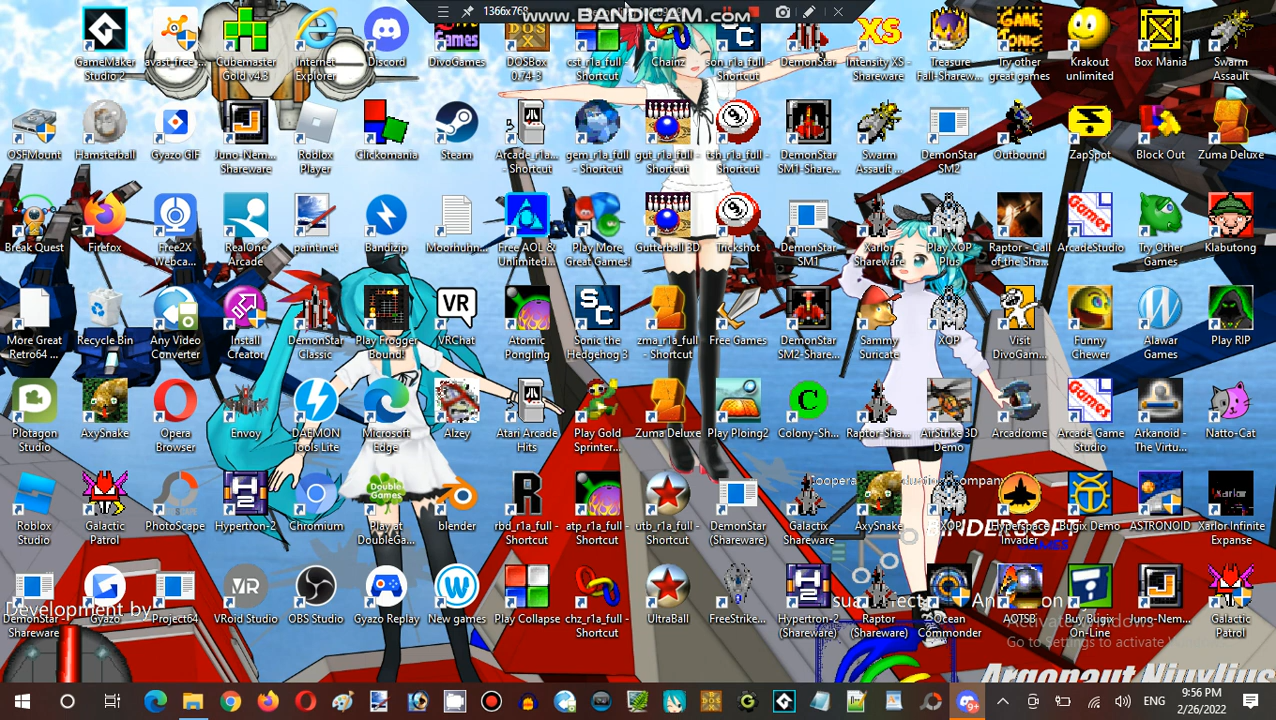 1366x768
www.BANDICAM.com
GameMaker Studio 2
avast_free_...
Cubemaster Gold v4.3
Internet Explorer
Discord
DivoGames
DOSBox 0.74-3
cst_r1a_full - Shortcut
Chainz
con_r1a_full - Shortcut
DemonStar
Intensity XS - Shareware
Treasure Fall-Sharew...
Try other great games
Krakout unlimited
Box Mania
Swarm Assault
OSFMount
Hamsterball
Gyazo GIF
Juno-Nem... Shareware
Roblox Player
Clickomania
Steam
Arcade_r1a... - Shortcut
gem_r1a_full - Shortcut
gut_r1a_full - Shortcut
tsh_r1a_full - Shortcut
DemonStar SM1-Share...
Swarm Assault ...
DemonStar SM2
Outbound
ZapSpot
Block Out
Zuma Deluxe
Break Quest
Firefox
Free2X Webca...
RealOne Arcade
paint.net
Bandizip
Moorhuhn...
Free AOL & Unlimited...
Play More Great Games!
Gutterball 3D
Trickshot
DemonStar SM1
Xarlor Shareware
Play XOP Plus
Raptor - Call of the Sha...
ArcadeStudio
Try Other Games
Klabutong
More Great Retro64 ...
Recycle Bin
Any Video Converter
Install Creator
DemonStar Classic
Play Frogger Bound!
VRChat
Atomic Pongling
Sonic the Hedgehog 3
zma_r1a_full - Shortcut
Free Games
DemonStar SM2-Share...
Sammy Suricate
XOP
Visit DivoGam...
Funny Chewer
Alawar Games
Play RIP
Plotagon Studio
AxySnake
Opera Browser
Envoy
DAEMON Tools Lite
Microsoft Edge
Alzey
Atari Arcade Hits
Play Gold Sprinter...
Zuma Deluxe
Play Ploing2
Colony-Sh...
Raptor-Sha...
AirStrike 3D Demo
Arcadrome
Arcade Game Studio
Arkanoid - The Virtu...
Natto-Cat
Roblox Studio
Galactic Patrol
PhotoScape
Hypertron-2
Chromium
Play at DoubleGa...
blender
rbd_r1a_full - Shortcut
atp_r1a_full - Shortcut
utb_r1a_full - Shortcut
DemonStar (Shareware)
Galactix Shareware
AxySnake
XOP
Hyperspace Invader
Bugix Demo
ASTRONOID
Xarlor Infinite Expanse
Development by
DemonStar Shareware
Gyazo
Project64
VRoid Studio
OBS Studio
Gyazo Replay
New games
Play Collapse
chz_r1a_full - Shortcut
UltraBall
FreeStrike...
Hypertron-2 (Shareware)
Raptor (Shareware)
Ocean Commonder
AOTSB
Buy Bugix On-Line
Juno-Nem...
Galactic Patrol
Activate Windows
Go to Settings to activate
ENG
9:56 PM
2/26/2022